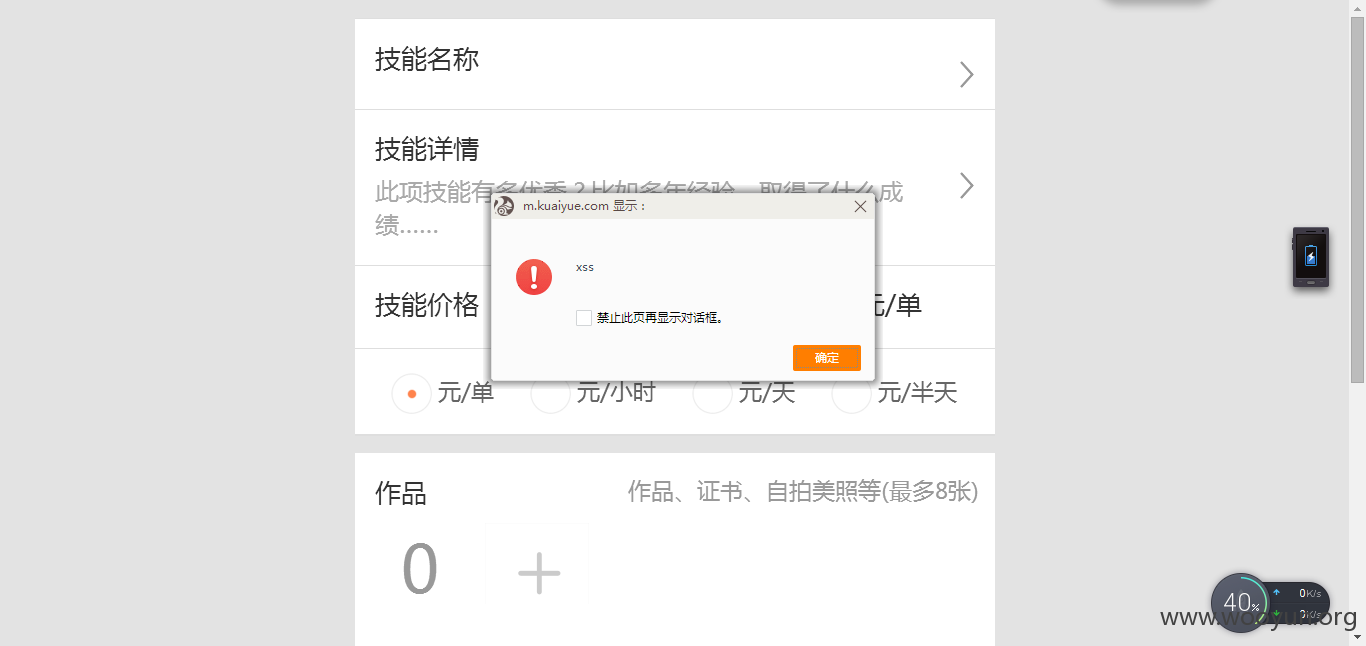 技能名称
技能详情
此项技能有多优秀？比如多年经验、取得了什么成
绩......
m.kuaiyue.com 显示：
xss
禁止此页再显示对话框。
确定
技能价格
元/单
元/单 元/小时 元/天 元/半天
作品 作品、证书、自拍美照等(最多8张)
0
40%
0K/s
0K/s
www.wooyun.org